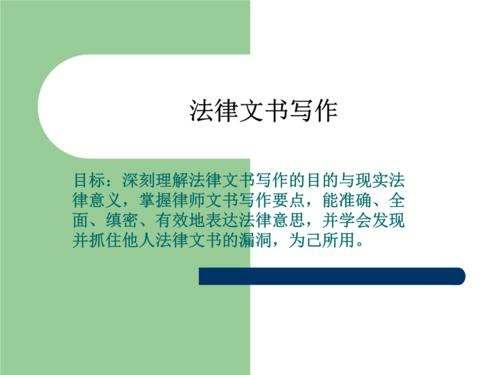 法律文书写作
目标：深刻理解法律文书写作的目的与现实法
律意义，掌握律师文书写作要点，能准确、全
面、缜密、有效地表达法律意思，并学会发现
并抓住他人法律文书的漏洞，为己所用。